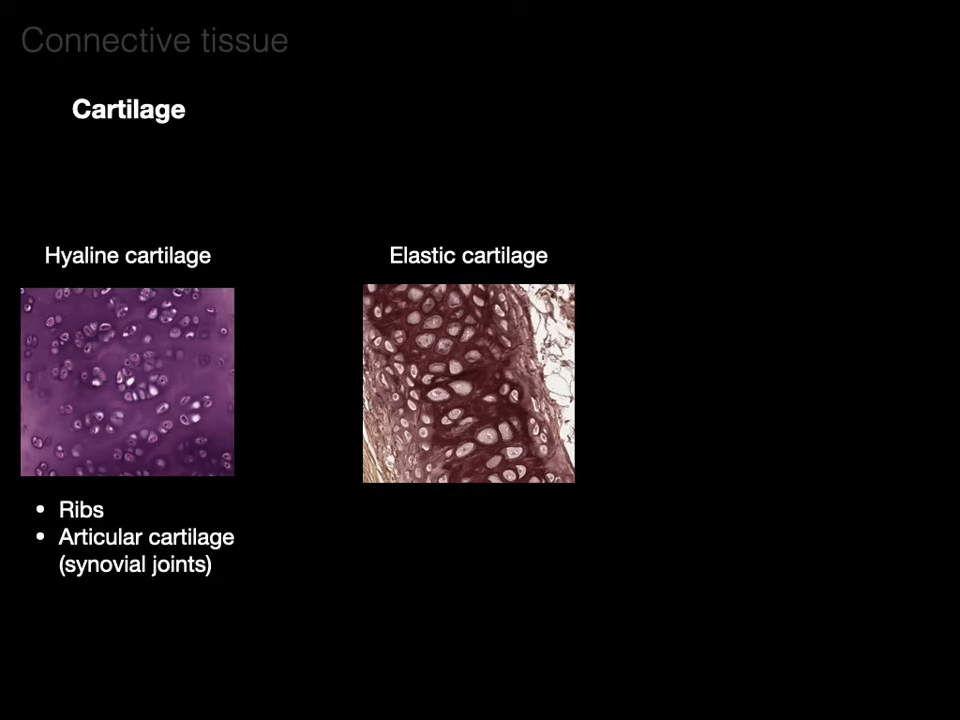 Connective tissue
Cartilage
Hyaline cartilage
Elastic cartilage
• Ribs
• Articular cartilage
(synovial joints)